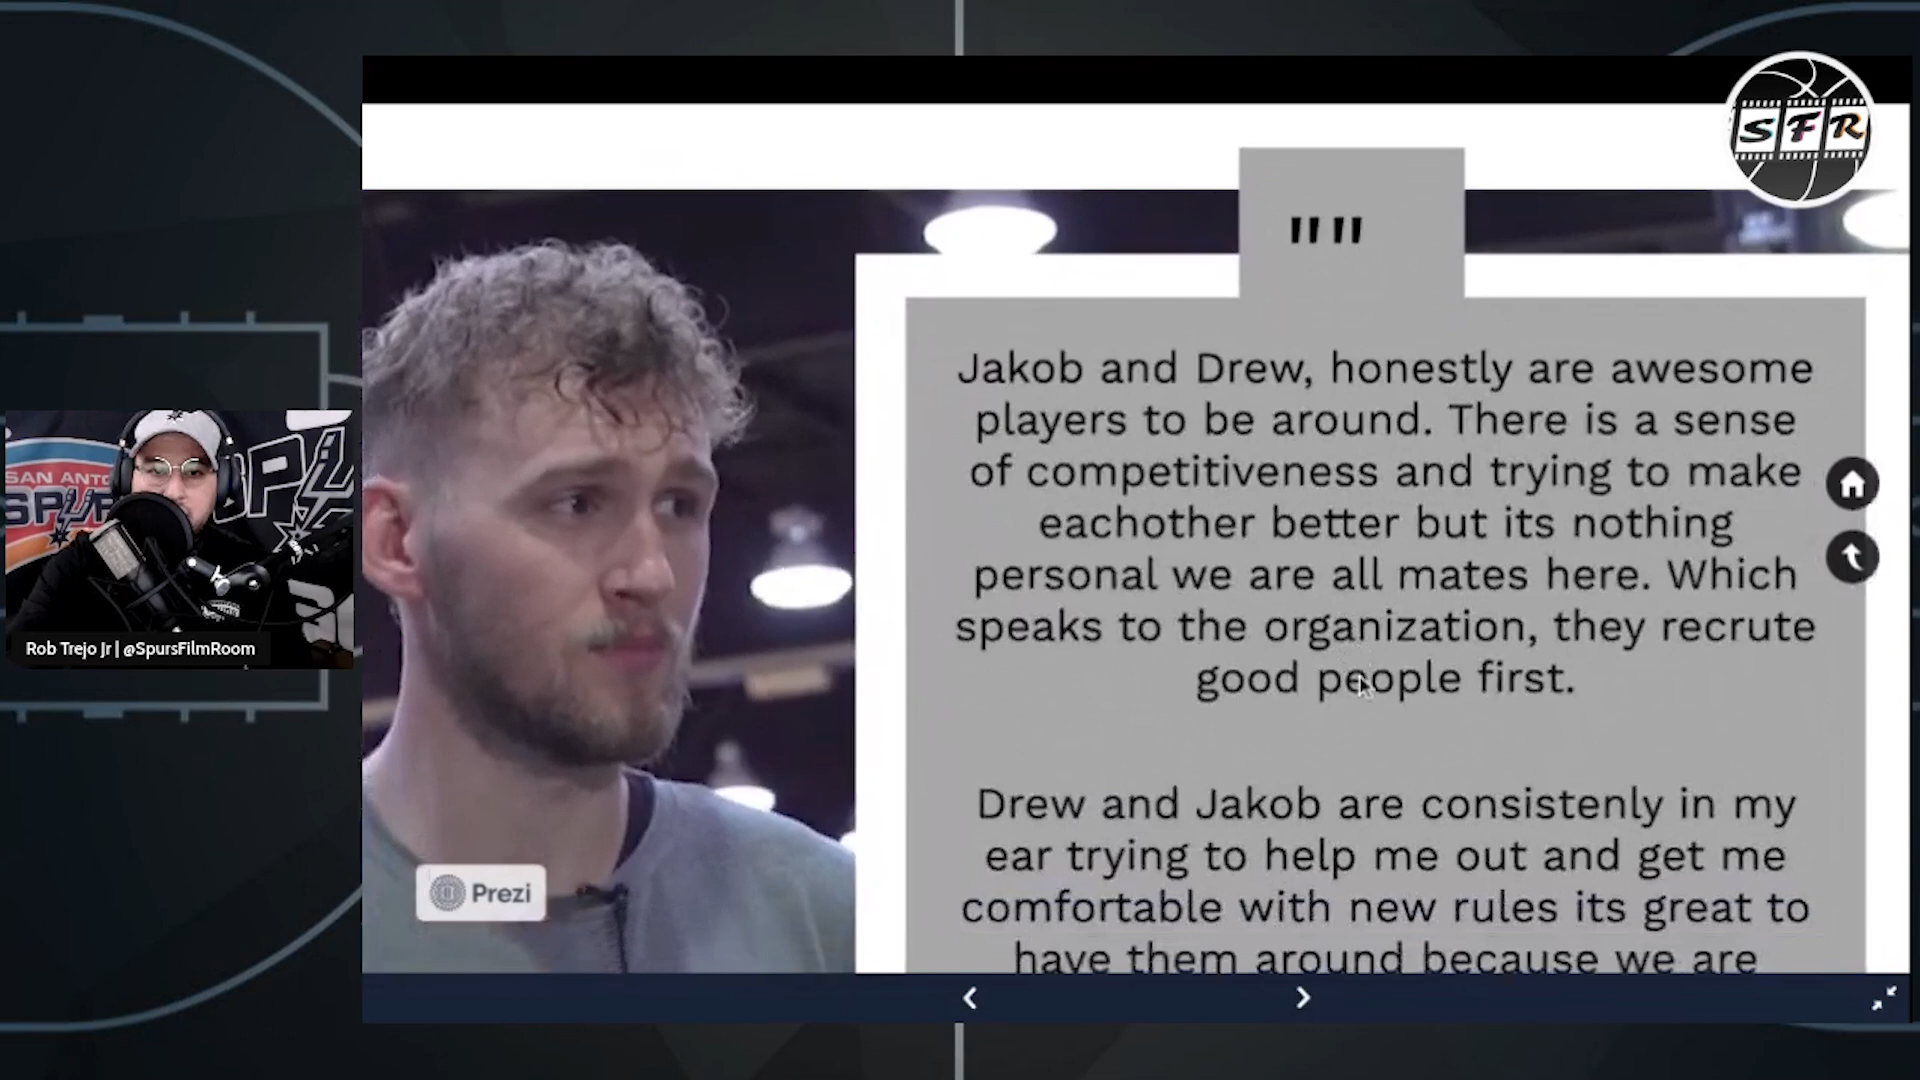 SFR
""
Jakob and Drew, honestly are awesome
players to be around. There is a sense
of competitiveness and trying to make
eachother better but its nothing
personal we are all mates here. Which
speaks to the organization, they recrute
good people first.
Drew and Jakob are consistenly in my
ear trying to help me out and get me
comfortable with new rules its great to
have them around because we are
Prezi
SAN ANTO
SPUR
SPU
Rob Trejo Jr | @SpursFilmRoom